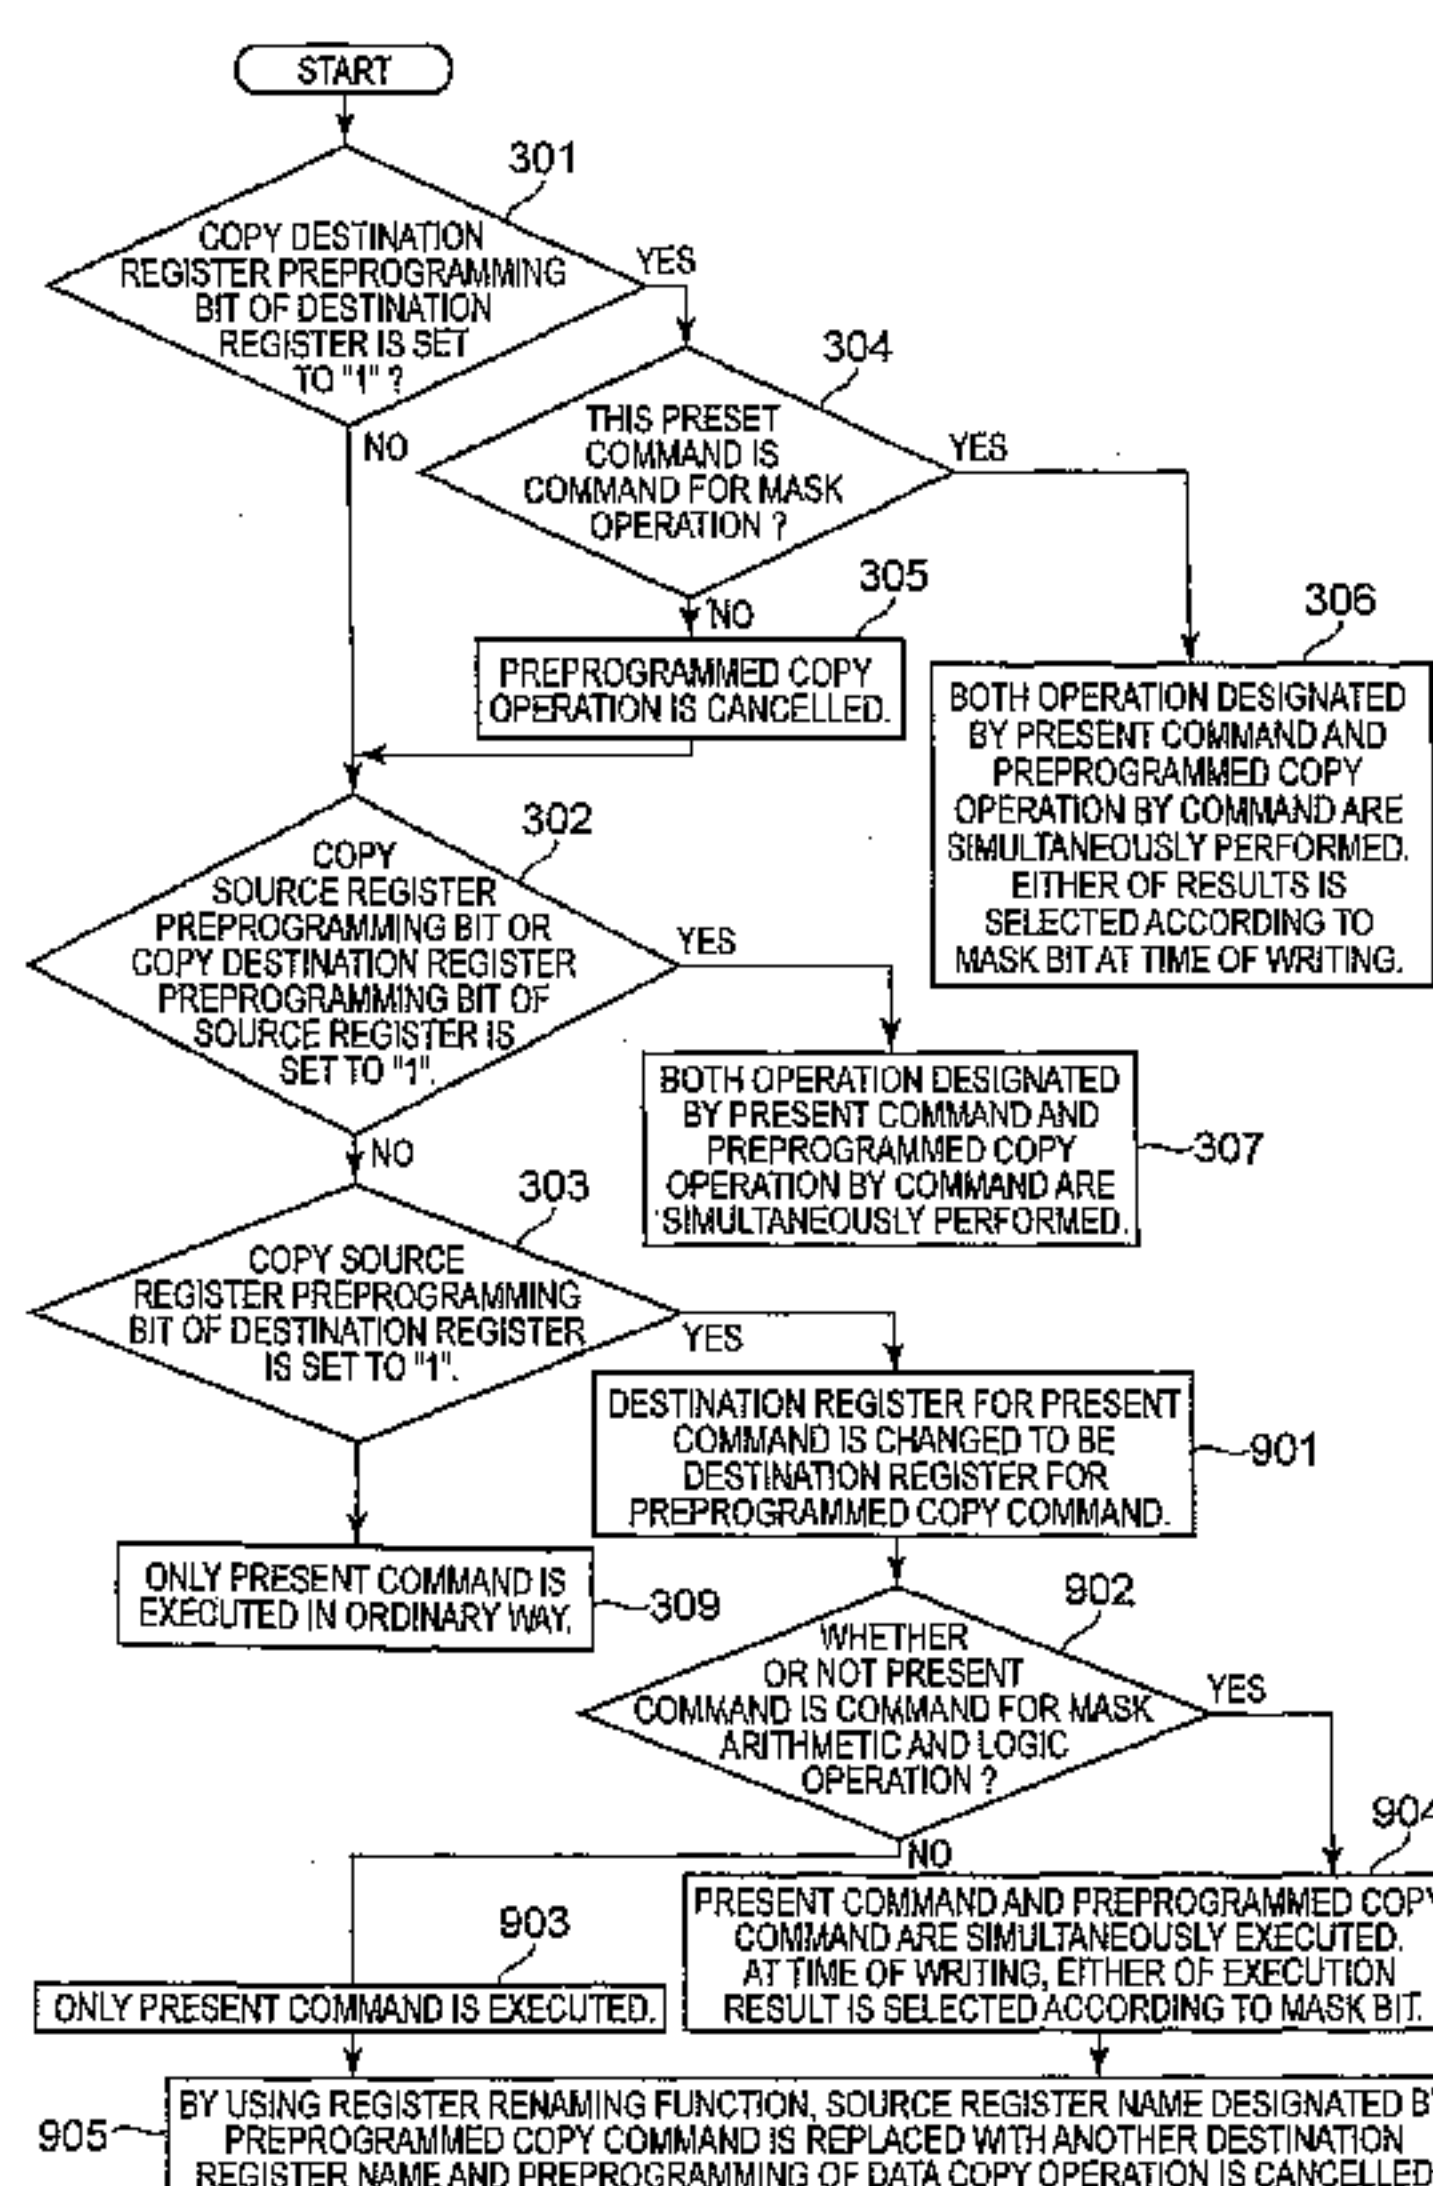 START
301
COPY DESTINATION
REGISTER PREPROGRAMMING
BIT OF DESTINATION
REGISTER IS SET
TO "1" ?
YES
NO
304
THIS PRESET
COMMAND IS
COMMAND FOR MASK
OPERATION ?
YES
NO
305
PREPROGRAMMED COPY
OPERATION IS CANCELLED.
306
BOTH OPERATION DESIGNATED
BY PRESENT COMMAND AND
PREPROGRAMMED COPY
OPERATION BY COMMAND ARE
SIMULTANEOUSLY PERFORMED.
EITHER OF RESULTS IS
SELECTED ACCORDING TO
MASK BIT AT TIME OF WRITING.
302
COPY
SOURCE REGISTER
PREPROGRAMMING BIT OR
COPY DESTINATION REGISTER
PREPROGRAMMING BIT OF
SOURCE REGISTER IS
SET TO "1".
YES
NO
BOTH OPERATION DESIGNATED
BY PRESENT COMMAND AND
PREPROGRAMMED COPY
OPERATION BY COMMAND ARE
SIMULTANEOUSLY PERFORMED.
307
303
COPY SOURCE
REGISTER PREPROGRAMMING
BIT OF DESTINATION REGISTER
IS SET TO "1".
YES
DESTINATION REGISTER FOR PRESENT
COMMAND IS CHANGED TO BE
DESTINATION REGISTER FOR
PREPROGRAMMED COPY COMMAND.
901
ONLY PRESENT COMMAND IS
EXECUTED IN ORDINARY WAY.
309
902
WHETHER
OR NOT PRESENT
COMMAND IS COMMAND FOR MASK
ARITHMETIC AND LOGIC
OPERATION ?
YES
NO
904
PRESENT COMMAND AND PREPROGRAMMED COPY
COMMAND ARE SIMULTANEOUSLY EXECUTED.
AT TIME OF WRITING, EITHER OF EXECUTION
RESULT IS SELECTED ACCORDING TO MASK BIT.
903
ONLY PRESENT COMMAND IS EXECUTED.
905
BY USING REGISTER RENAMING FUNCTION, SOURCE REGISTER NAME DESIGNATED BY
PREPROGRAMMED COPY COMMAND IS REPLACED WITH ANOTHER DESTINATION
REGISTER NAME AND PREPROGRAMMING OF DATA COPY OPERATION IS CANCELLED